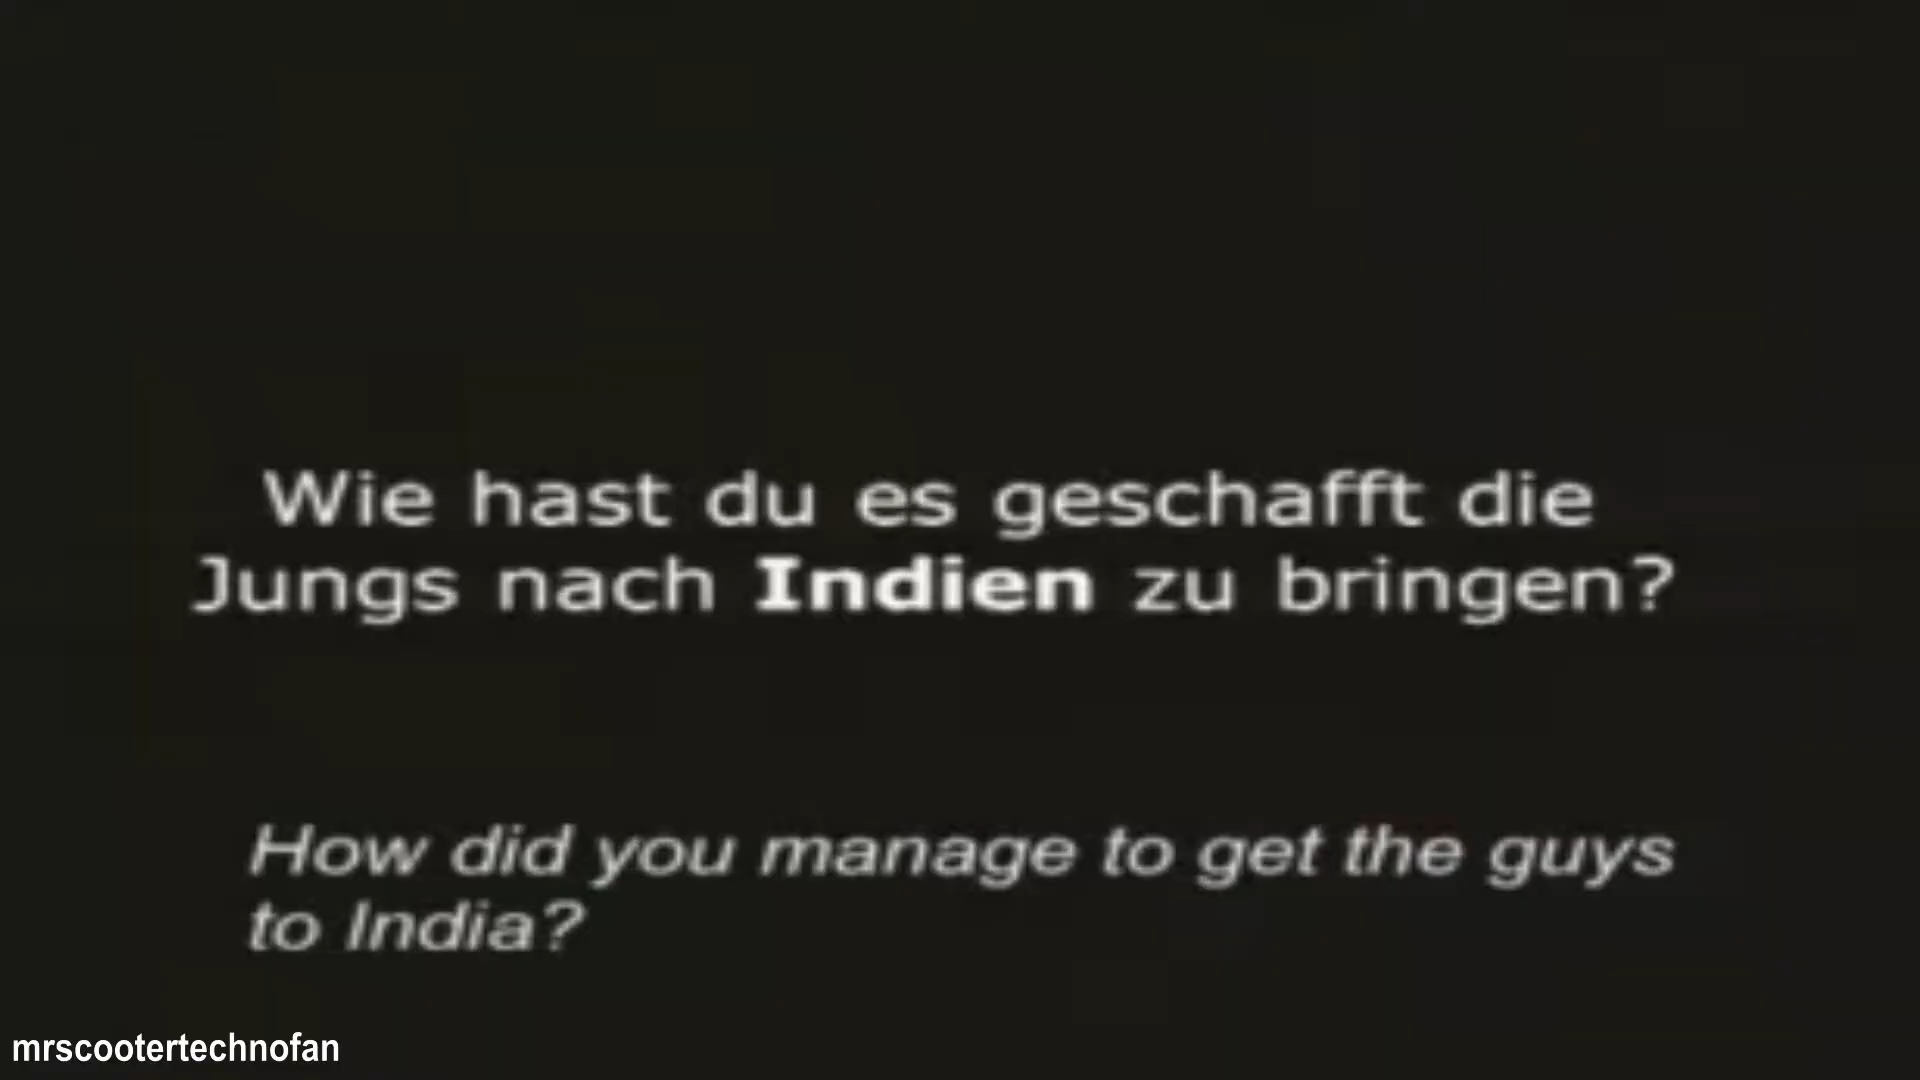 Wie hast du es geschafft die
Jungs nach Indien zu bringen?
How did you manage to get the guys
to India?
mrscootertechnofan